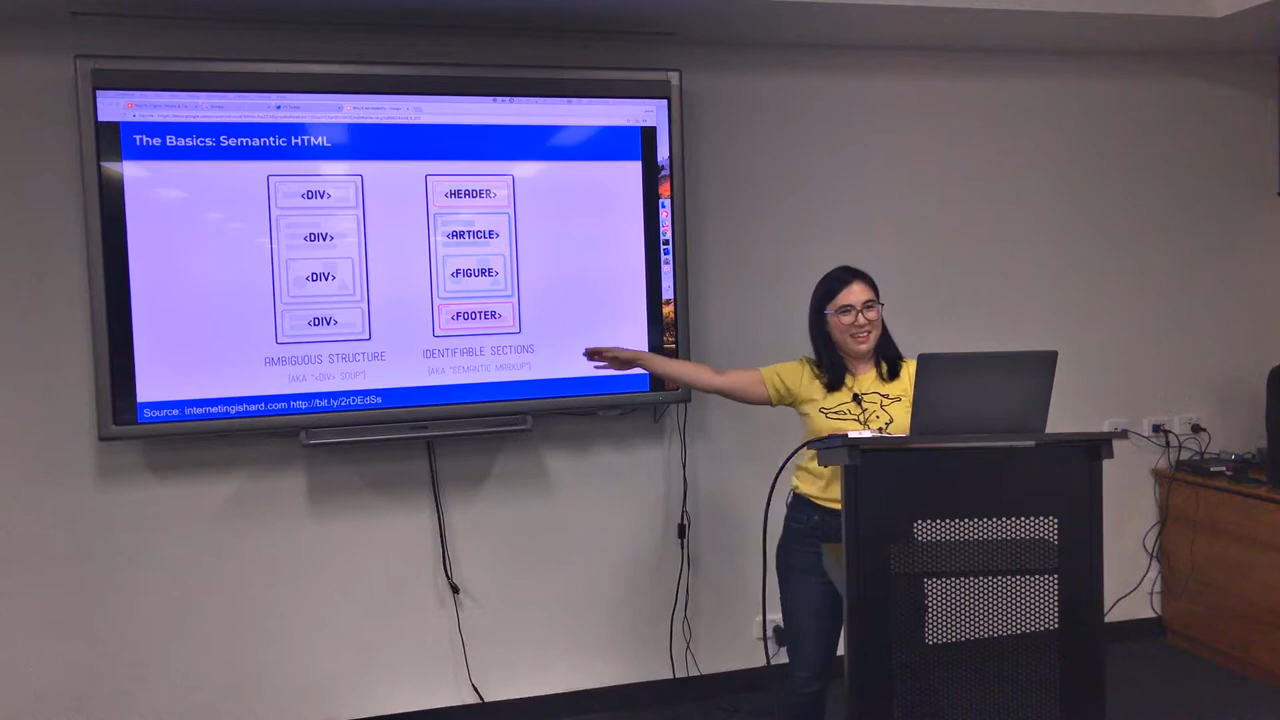 The Basics: Semantic HTML
<DIV>
<DIV>
<DIV>
<DIV>
AMBIGUOUS STRUCTURE
(AKA "<DIV> SOUP")
<HEADER>
<ARTICLE>
<FIGURE>
<FOOTER>
IDENTIFIABLE SECTIONS
(AKA "SEMANTIC MARKUP")
Source: internetingishard.com http://bit.ly/2rDEdSs